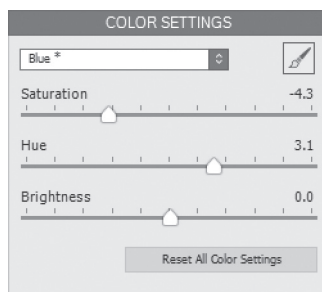 COLOR SETTINGS
Blue *
Saturation -4.3
Hue 3.1
Brightness 0.0
Reset All Color Settings